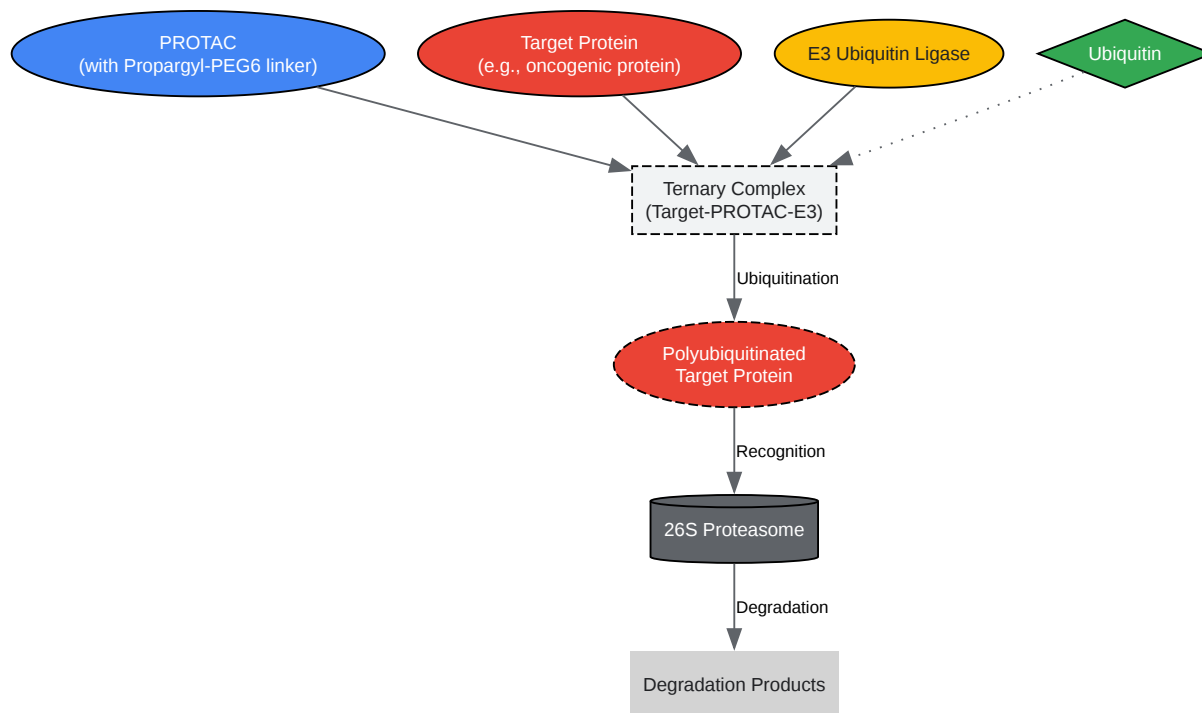 PROTAC
(with Propargyl-PEG6 linker)
Target Protein
(e.g., oncogenic protein)
E3 Ubiquitin Ligase
Ubiquitin
Ternary Complex
(Target-PROTAC-E3)
Ubiquitination
Polyubiquitinated
Target Protein
Recognition
26S Proteasome
Degradation
Degradation Products